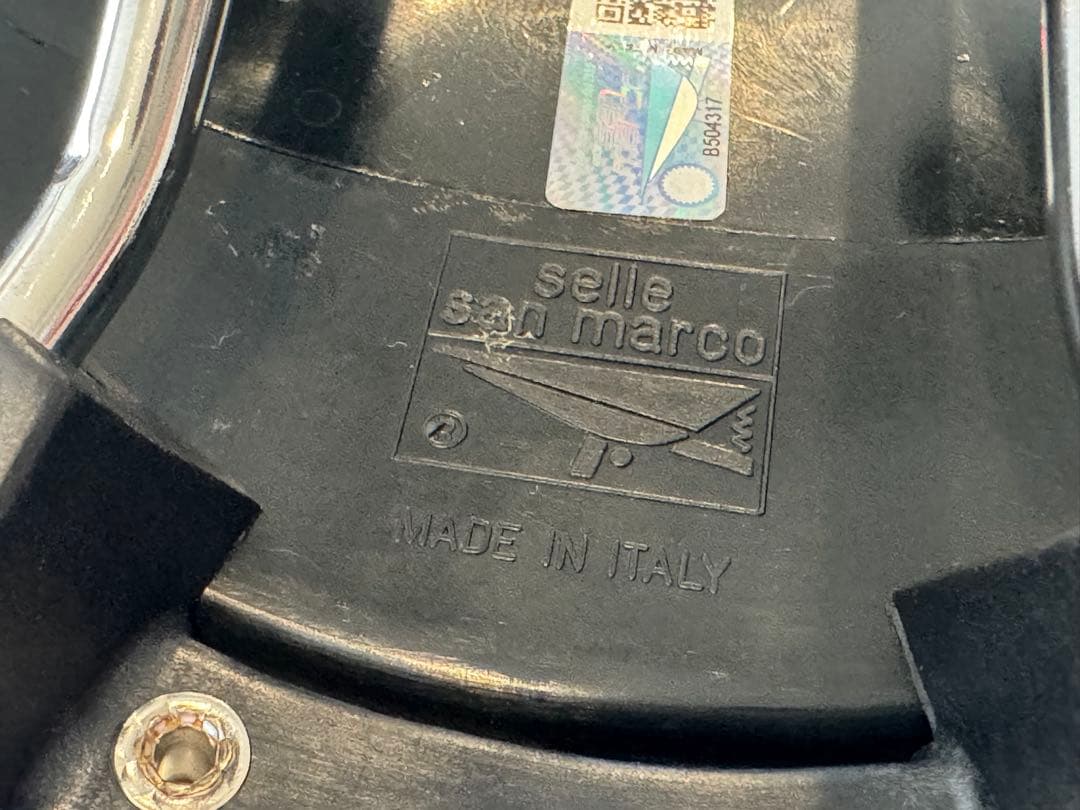 B504317
selle
san marco
MADE IN ITALY